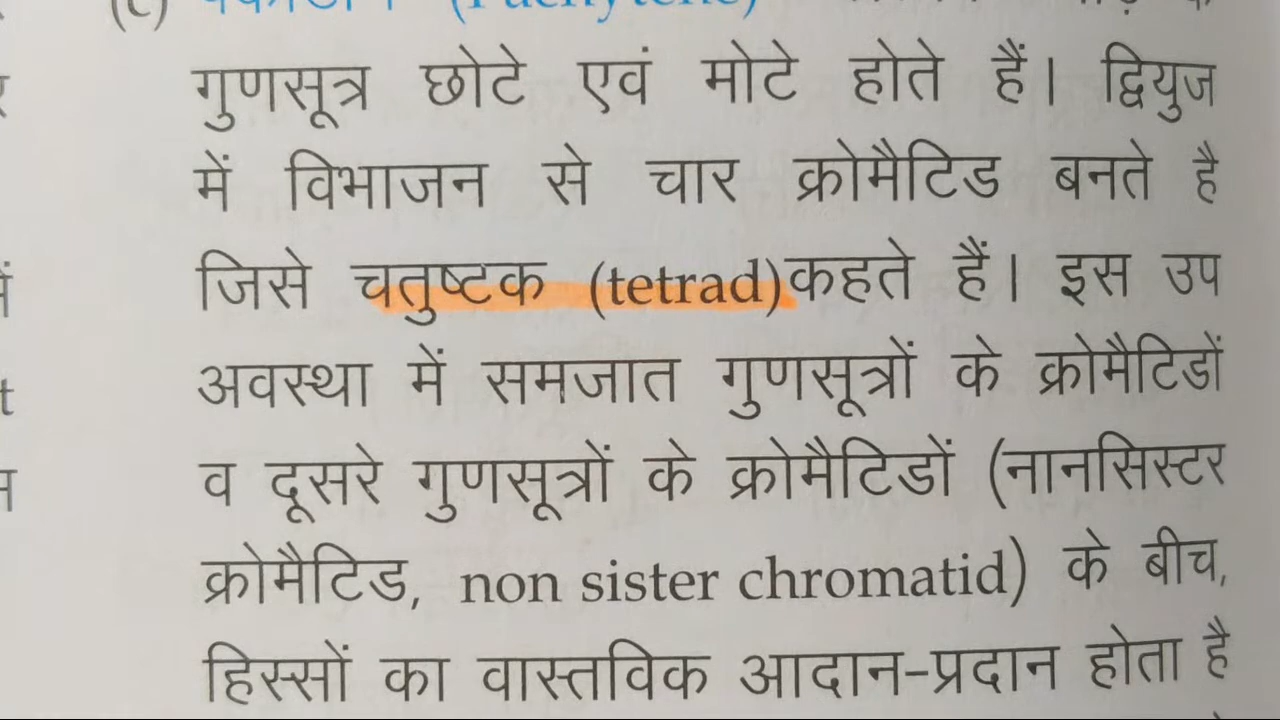 (c) (Pachytene)
गुणसूत्र छोटे एवं मोटे होते हैं। द्वियुज
में विभाजन से चार क्रोमैटिड बनते है
जिसे चतुष्टक (tetrad)कहते हैं। इस उप
अवस्था में समजात गुणसूत्रों के क्रोमैटिडों
व दूसरे गुणसूत्रों के क्रोमैटिडों (नानसिस्टर
क्रोमैटिड, non sister chromatid) के बीच,
हिस्सों का वास्तविक आदान-प्रदान होता है